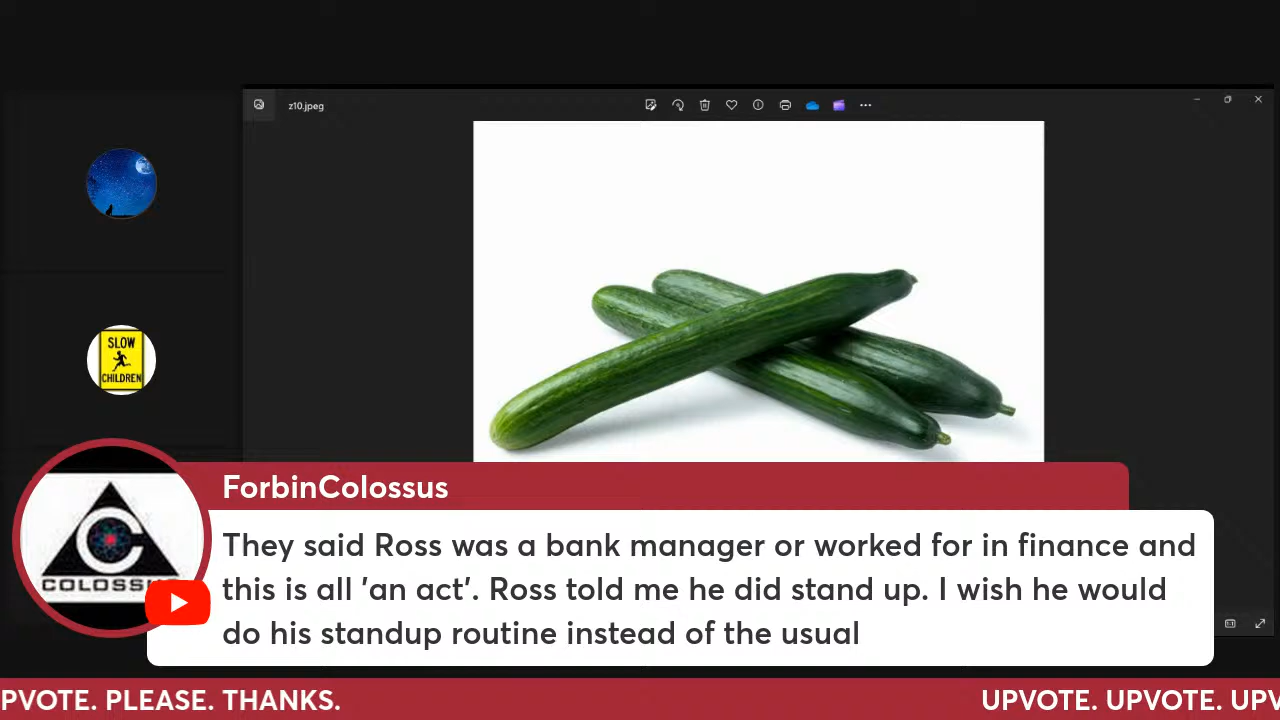 z10.jpeg
SLOW
CHILDREN
ForbinColossus
They said Ross was a bank manager or worked for in finance and
this is all 'an act'. Ross told me he did stand up. I wish he would
do his standup routine instead of the usual
C
PVOTE. PLEASE. THANKS.
UPVOTE. UPVOTE. UPV